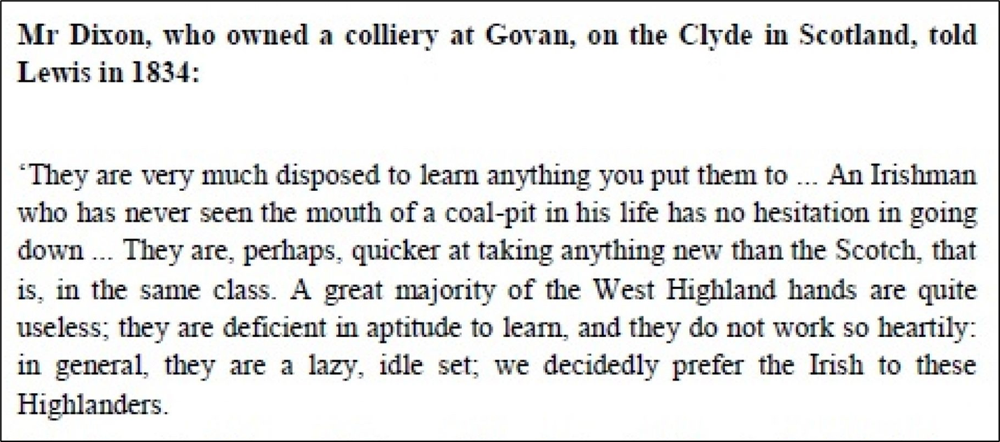 Mr Dixon, who owned a colliery at Govan, on the Clyde in Scotland, told
Lewis in 1834:
‘They are very much disposed to learn anything you put them to ... An Irishman
who has never seen the mouth of a coal-pit in his life has no hesitation in going
down ... They are, perhaps, quicker at taking anything new than the Scotch, that
is, in the same class. A great majority of the West Highland hands are quite
useless; they are deficient in aptitude to learn, and they do not work so heartily:
in general, they are a lazy, idle set; we decidedly prefer the Irish to these
Highlanders.